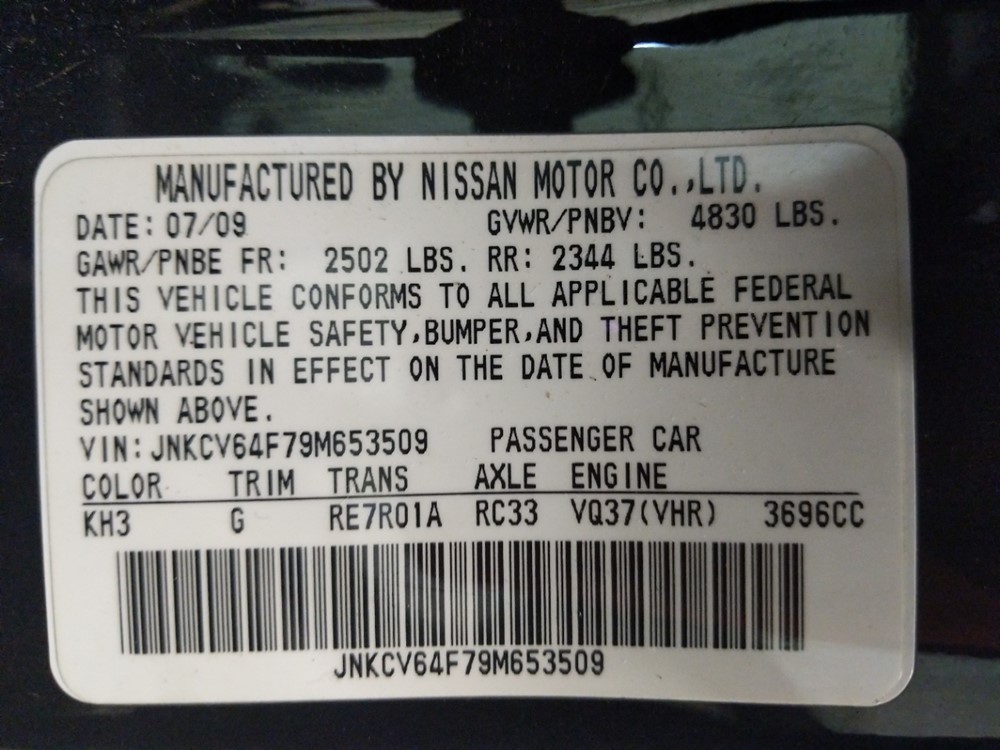 MANUFACTURED BY NISSAN MOTOR CO.,LTD.
DATE: 07/09 GVWR/PNBV: 4830 LBS.
GAWR/PNBE FR: 2502 LBS. RR: 2344 LBS.
THIS VEHICLE CONFORMS TO ALL APPLICABLE FEDERAL
MOTOR VEHICLE SAFETY,BUMPER,AND THEFT PREVENTION
STANDARDS IN EFFECT ON THE DATE OF MANUFACTURE
SHOWN ABOVE.
VIN:JNKCV64F79M653509 PASSENGER CAR
COLOR TRIM TRANS AXLE ENGINE
KH3 G RE7R01A RC33 VQ37(VHR) 3696CC
JNKCV64F79M653509